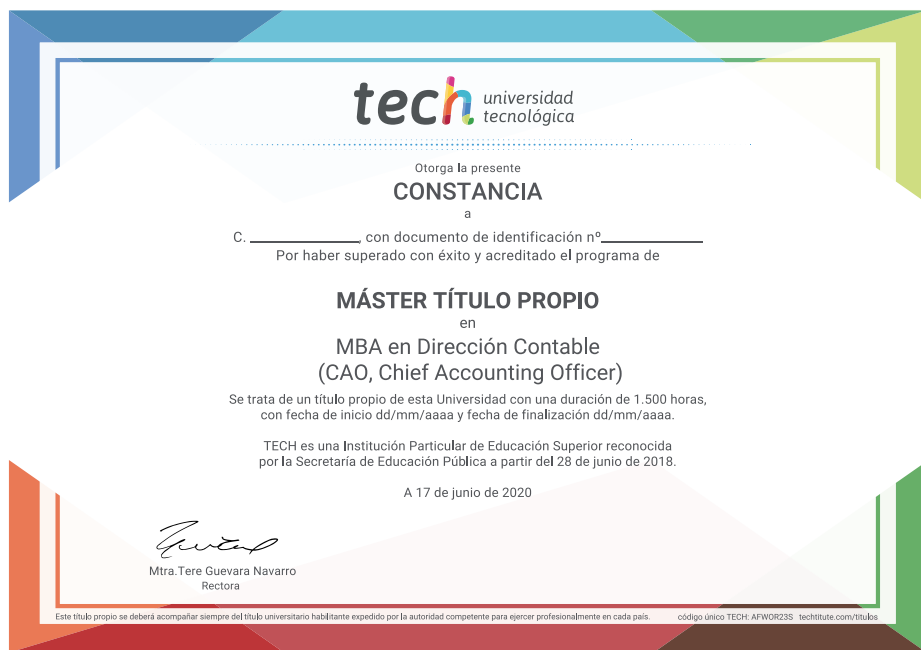 tech universidad
tecnológica
Otorga la presente
CONSTANCIA
a
C. ____________, con documento de identificación nº____________
Por haber superado con éxito y acreditado el programa de
MÁSTER TÍTULO PROPIO
en
MBA en Dirección Contable
(CAO, Chief Accounting Officer)
Se trata de un título propio de esta Universidad con una duración de 1.500 horas,
con fecha de inicio dd/mm/aaaa y fecha de finalización dd/mm/aaaa.
TECH es una Institución Particular de Educación Superior reconocida
por la Secretaría de Educación Pública a partir del 28 de junio de 2018.
A 17 de junio de 2020
Mtra.Tere Guevara Navarro
Rectora
Este título propio se deberá acompañar siempre del título universitario habilitante expedido por la autoridad competente para ejercer profesionalmente en cada país. código único TECH: AFWOR23S techtitute.com/titulos